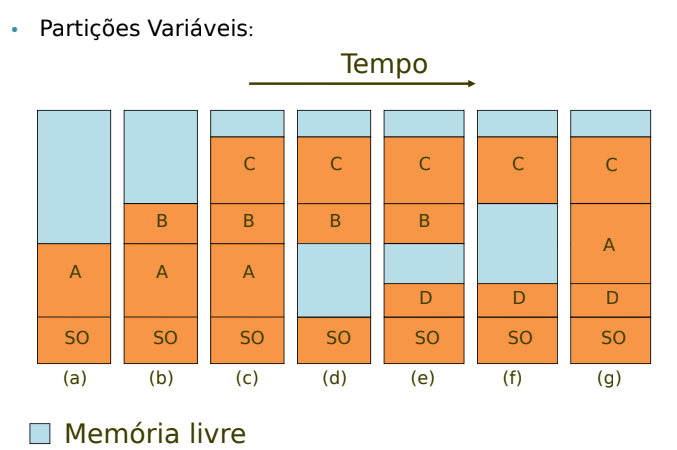 • Partições Variáveis:
Tempo
C C C C C
B B B B
A A A A
D D D
SO SO SO SO SO SO SO
(a) (b) (c) (d) (e) (f) (g)
Memória livre